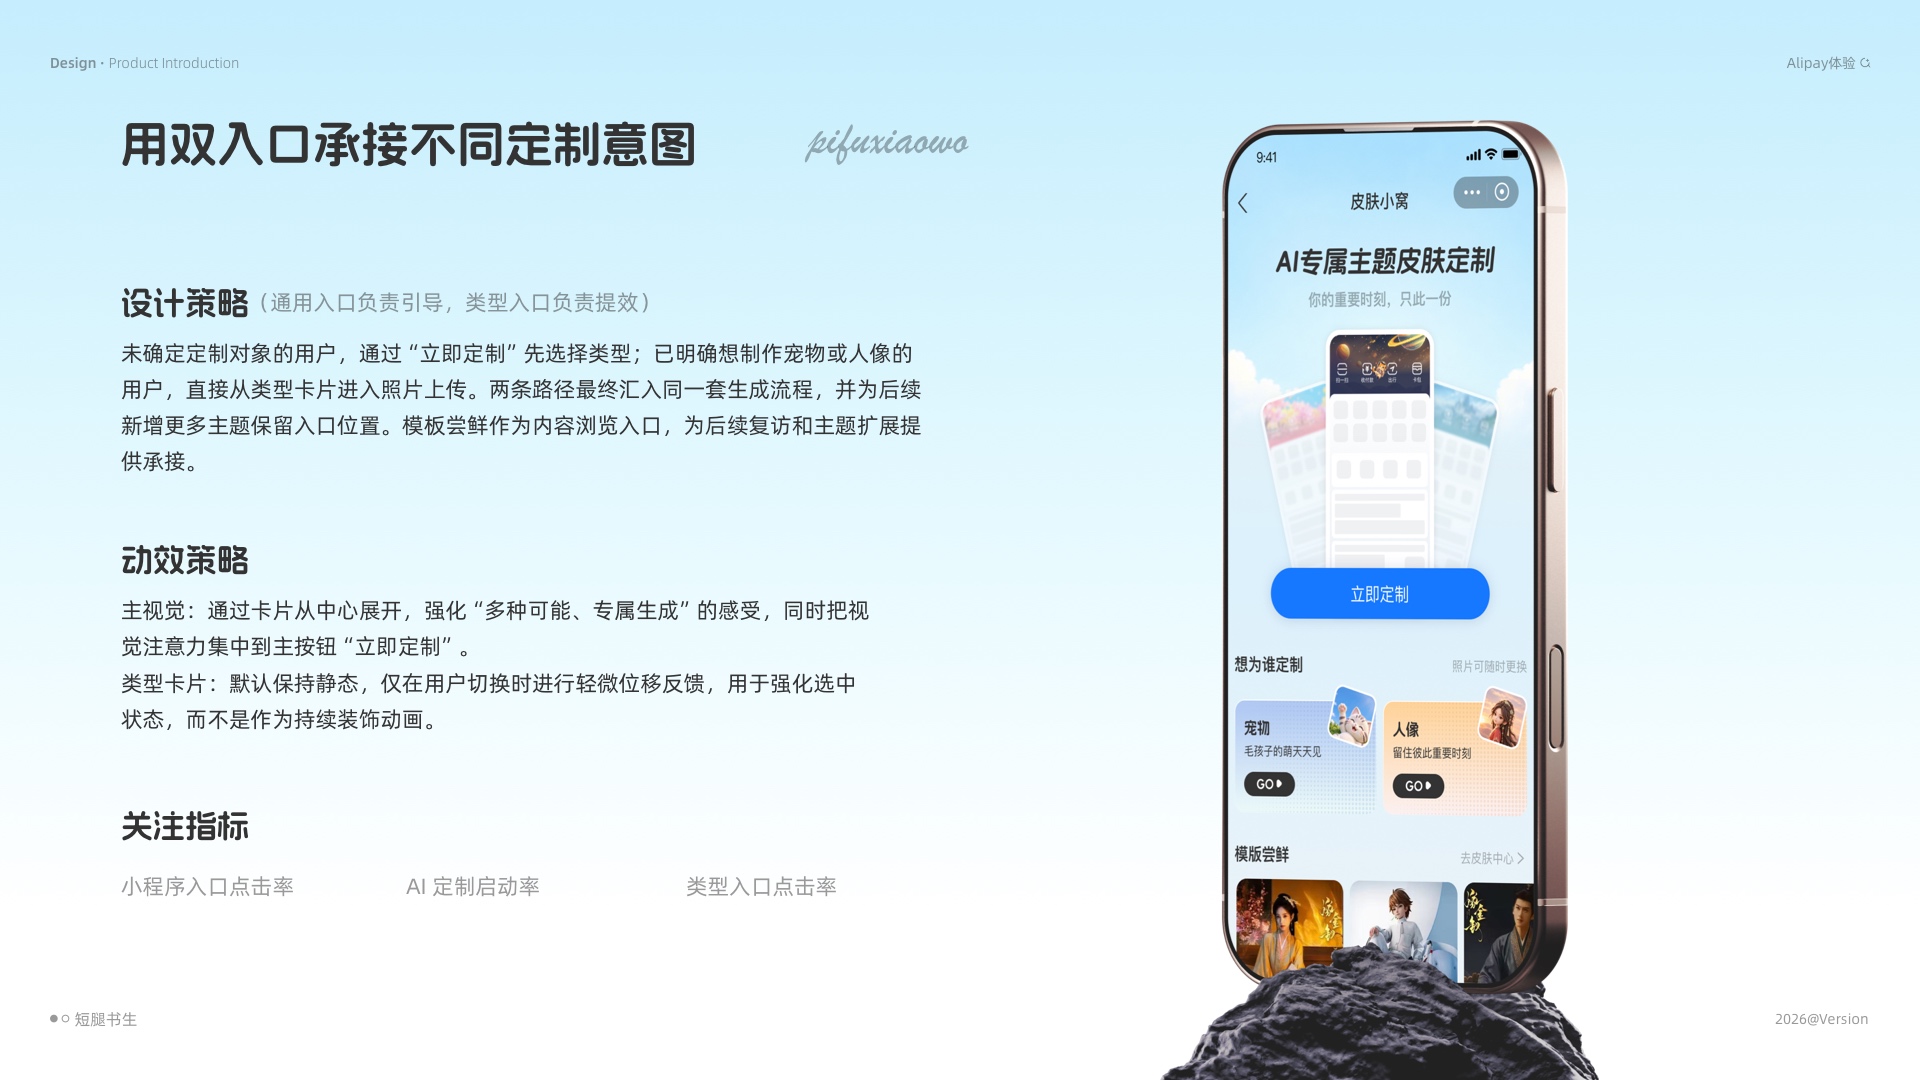 Design · Product Introduction
Alipay体验
用双入口承接不同定制意图
pifuxiaowo
设计策略（通用入口负责引导，类型入口负责提效）
未确定定制对象的用户，通过“立即定制”先选择类型；已明确想制作宠物或人像的
用户，直接从类型卡片进入照片上传。两条路径最终汇入同一套生成流程，并为后续
新增更多主题保留入口位置。模板尝鲜作为内容浏览入口，为后续复访和主题扩展提
供承接。
动效策略
主视觉：通过卡片从中心展开，强化“多种可能、专属生成”的感受，同时把视
觉注意力集中到主按钮“立即定制”。
类型卡片：默认保持静态，仅在用户切换时进行轻微位移反馈，用于强化选中
状态，而不是作为持续装饰动画。
关注指标
小程序入口点击率
AI 定制启动率
类型入口点击率
短腿书生
9:41
皮肤小窝
AI专属主题皮肤定制
你的重要时刻，只此一份
扫一扫 收付款 出行 卡包
立即定制
想为谁定制
照片可随时更换
宠物
毛孩子的萌天天见
GO
人像
留住彼此重要时刻
GO
模版尝鲜
去皮肤中心
2026@Version